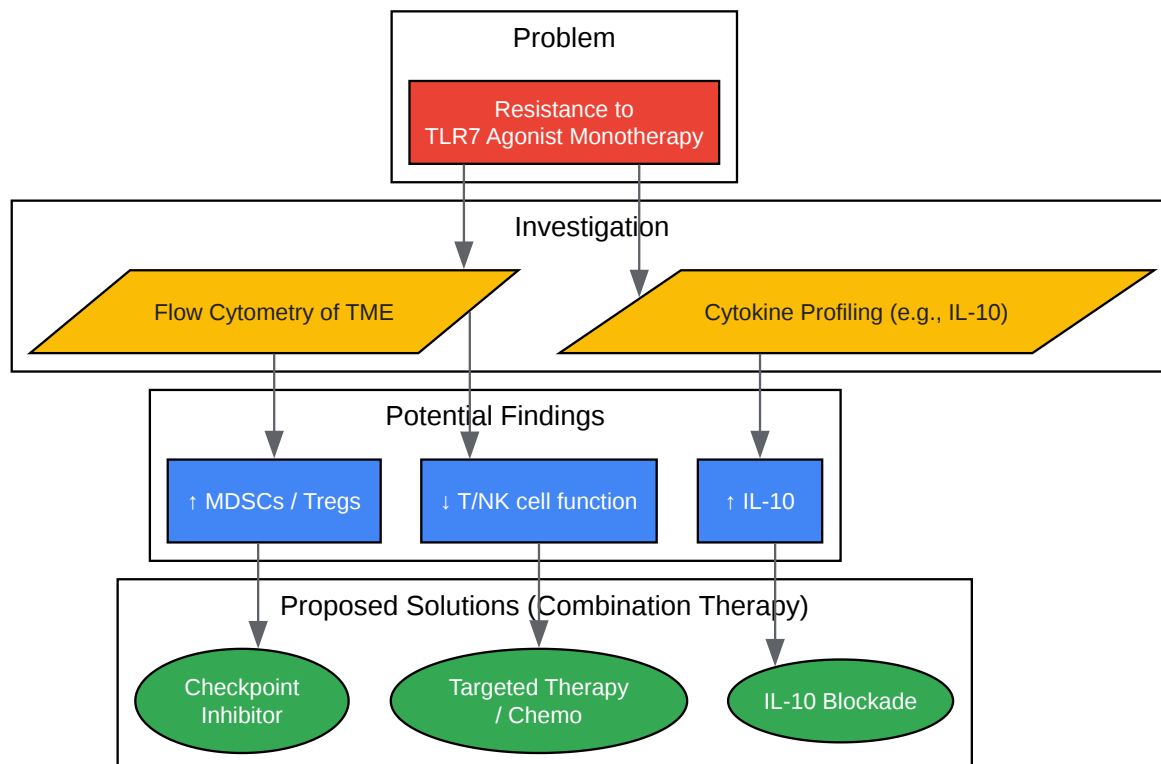 Problem
Resistance to
TLR7 Agonist Monotherapy
Investigation
Flow Cytometry of TME
Cytokine Profiling (e.g., IL-10)
Potential Findings
↑ MDSCs / Tregs
↓ T/NK cell function
↑ IL-10
Proposed Solutions (Combination Therapy)
Checkpoint
Inhibitor
Targeted Therapy
/ Chemo
IL-10 Blockade